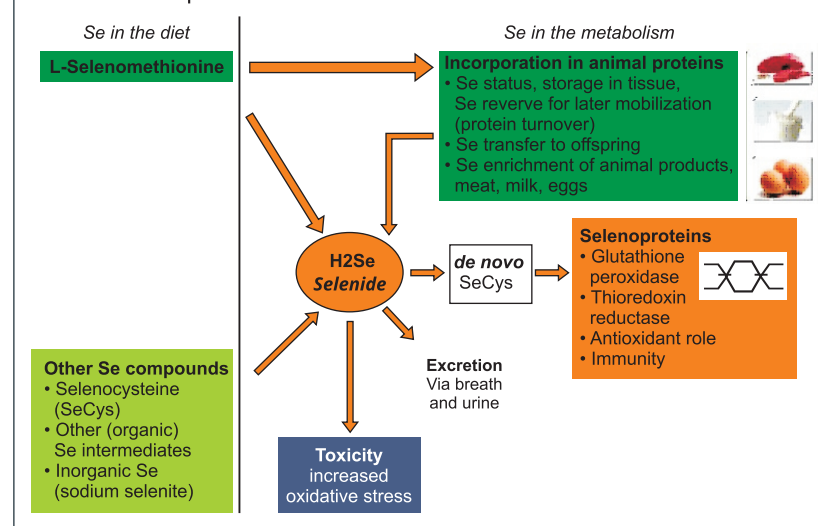 Se in the diet
Se in the metabolism
L-Selenomethionine
Incorporation in animal proteins
• Se status, storage in tissue,
Se reverve for later mobilization
(protein turnover)
• Se transfer to offspring
• Se enrichment of animal products,
meat, milk, eggs
H2Se
Selenide
de novo
SeCys
Selenoproteins
• Glutathione
peroxidase
• Thioredoxin
reductase
• Antioxidant role
• Immunity
Other Se compounds
• Selenocysteine
(SeCys)
• Other (organic)
Se intermediates
• Inorganic Se
(sodium selenite)
Excretion
Via breath
and urine
Toxicity
increased
oxidative stress